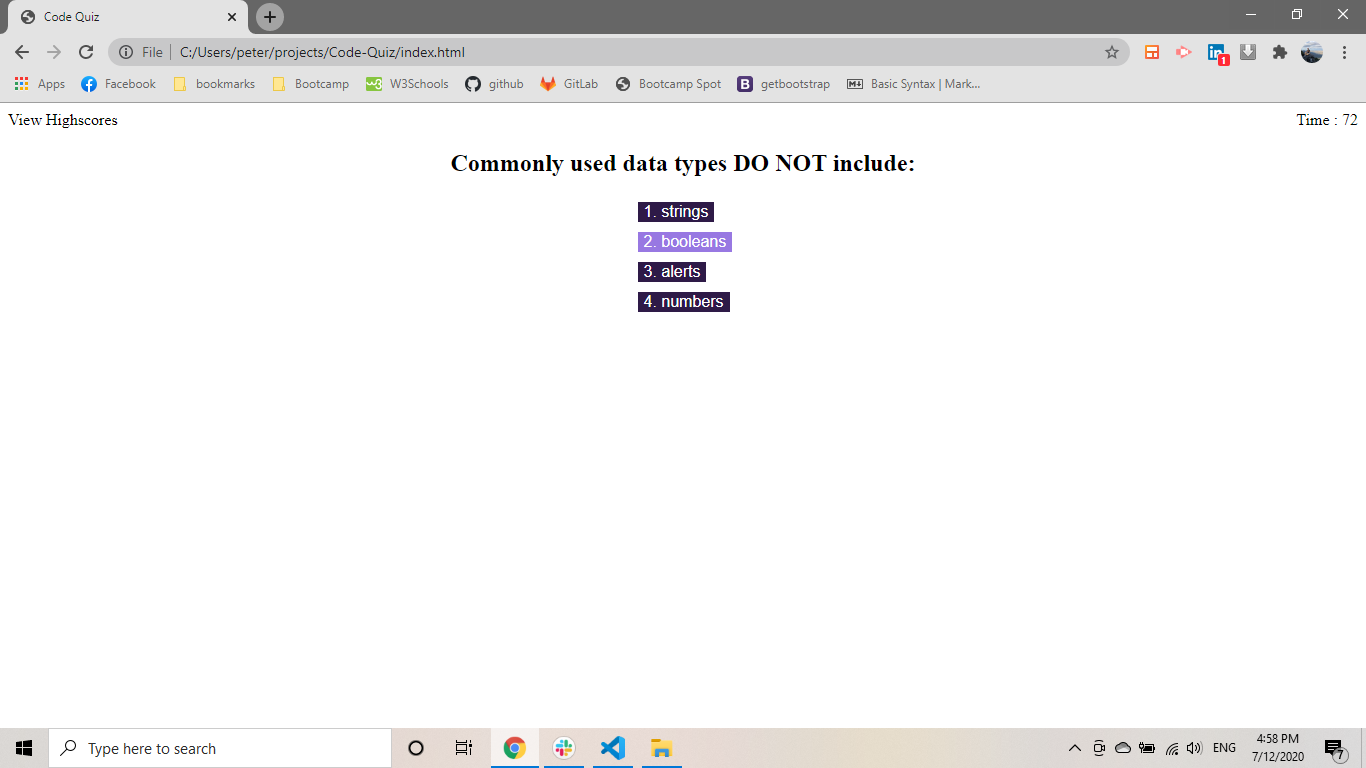 Code Quiz
File
C:/Users/peter/projects/Code-Quiz/index.html
1
Apps
Facebook
bookmarks
Bootcamp
W3Schools
github
GitLab
Bootcamp Spot
B
getbootstrap
Basic Syntax | Mark...
View Highscores
Time : 72
Commonly used data types DO NOT include:
1. strings
2. booleans
3. alerts
4. numbers
Type here to search
ENG
4:58 PM
7/12/2020
7